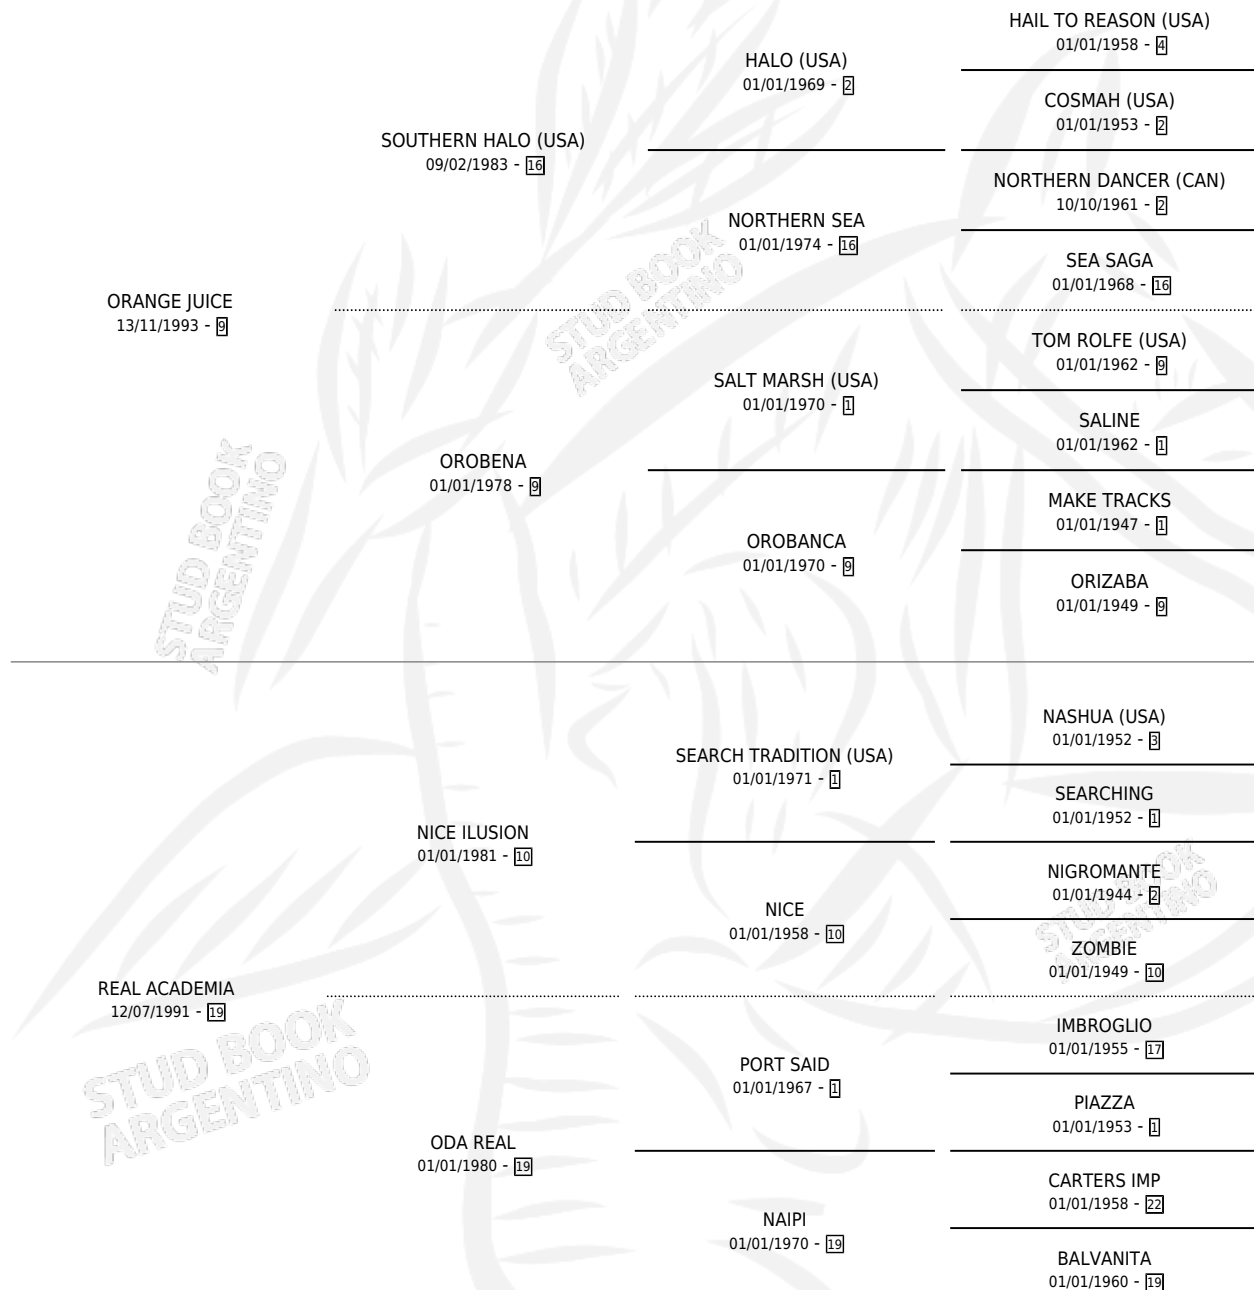 HAIL TO REASON (USA)
01/01/1958 - 4
HALO (USA)
01/01/1969 - 2
COSMAH (USA)
01/01/1953 - 2
SOUTHERN HALO (USA)
09/02/1983 - 16
NORTHERN DANCER (CAN)
10/10/1961 - 2
NORTHERN SEA
01/01/1974 - 16
SEA SAGA
01/01/1968 - 16
ORANGE JUICE
13/11/1993 - 9
STUD BOOK
ARGENTINO
TOM ROLFE (USA)
01/01/1962 - 9
SALT MARSH (USA)
01/01/1970 - 1
SALINE
01/01/1962 - 1
OROBENA
01/01/1978 - 9
MAKE TRACKS
01/01/1947 - 1
OROBANCA
01/01/1970 - 9
ORIZABA
01/01/1949 - 9
STUD BOOK
ARGENTINO
NASHUA (USA)
01/01/1952 - 3
SEARCH TRADITION (USA)
01/01/1971 - 1
SEARCHING
01/01/1952 - 1
NICE ILUSION
01/01/1981 - 10
NIGROMANTE
01/01/1944 - 2
NICE
01/01/1958 - 10
ZOMBIE
01/01/1949 - 10
STUD BOOK
ARGENTINO
REAL ACADEMIA
12/07/1991 - 19
IMBROGLIO
01/01/1955 - 17
PORT SAID
01/01/1967 - 1
PIAZZA
01/01/1953 - 1
STUD BOOK
ARGENTINO
ODA REAL
01/01/1980 - 19
CARTERS IMP
01/01/1958 - 22
NAIPI
01/01/1970 - 19
BALVANITA
01/01/1960 - 19